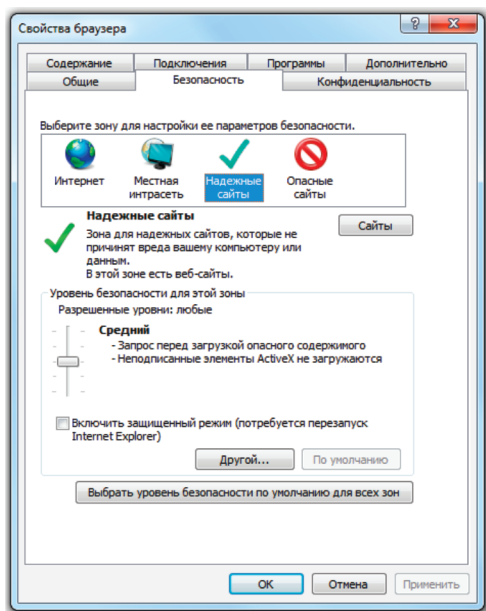 Свойства браузера
Содержание Подключения Программы Дополнительно
Общие Безопасность Конфиденциальность
Выберите зону для настройки ее параметров безопасности.
Интернет Местная интрасеть Надежные сайты Опасные сайты
Надежные сайты
Сайты
Зона для надежных сайтов, которые не
причинят вреда вашему компьютеру или
данным.
В этой зоне есть веб-сайты.
Уровень безопасности для этой зоны
Разрешенные уровни: любые
Средний
- Запрос перед загрузкой опасного содержимого
- Неподписанные элементы ActiveX не загружаются
Включить защищенный режим (потребуется перезапуск
Internet Explorer)
Другой... По умолчанию
Выбрать уровень безопасности по умолчанию для всех зон
ОК Отмена Применить